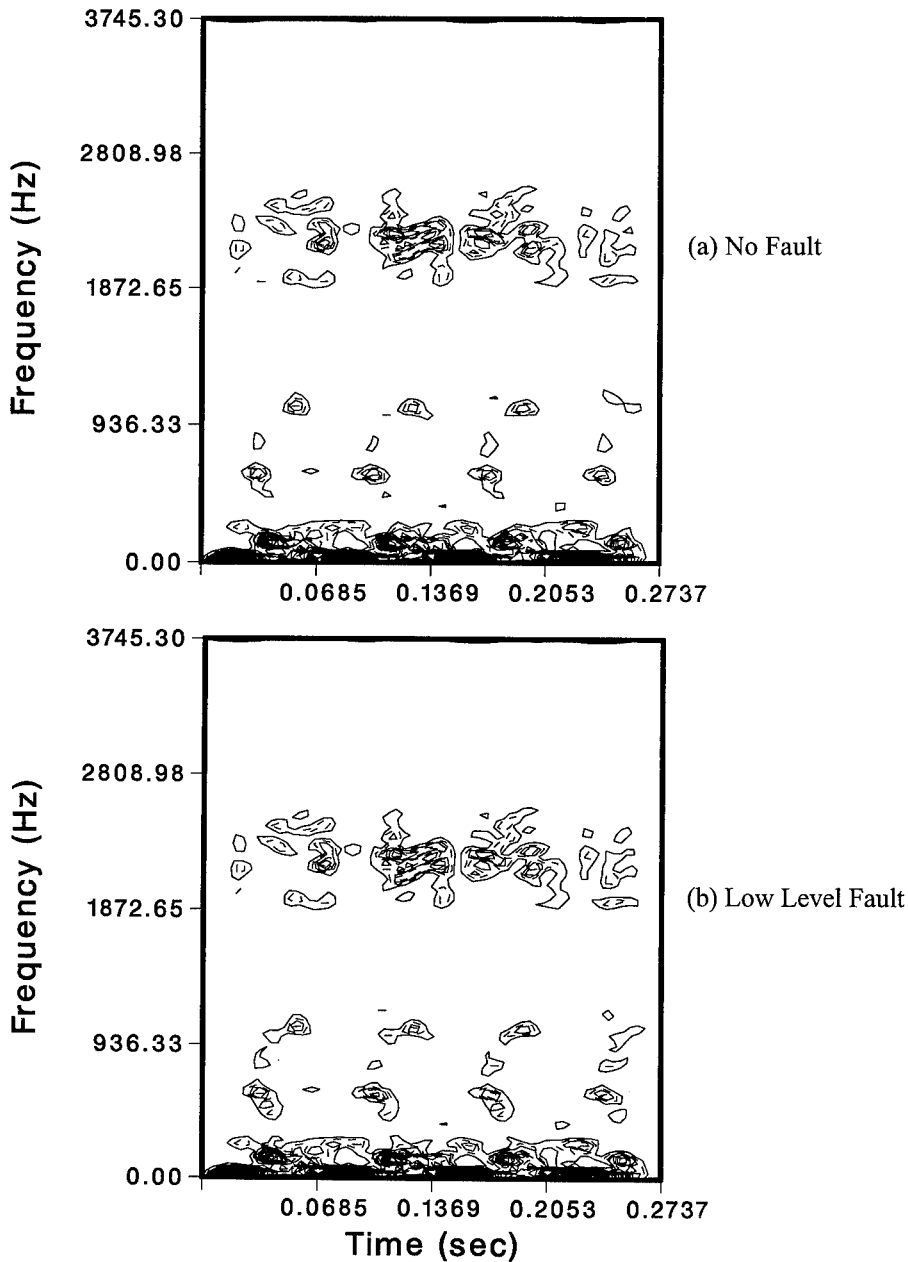 3745.30
2808.98
1872.65
936.33
0.00
Frequency (Hz)
0.0685 0.1369 0.2053 0.2737
(a) No Fault
3745.30
2808.98
1872.65
936.33
0.00
Frequency (Hz)
0.0685 0.1369 0.2053 0.2737
Time (sec)
(b) Low Level Fault